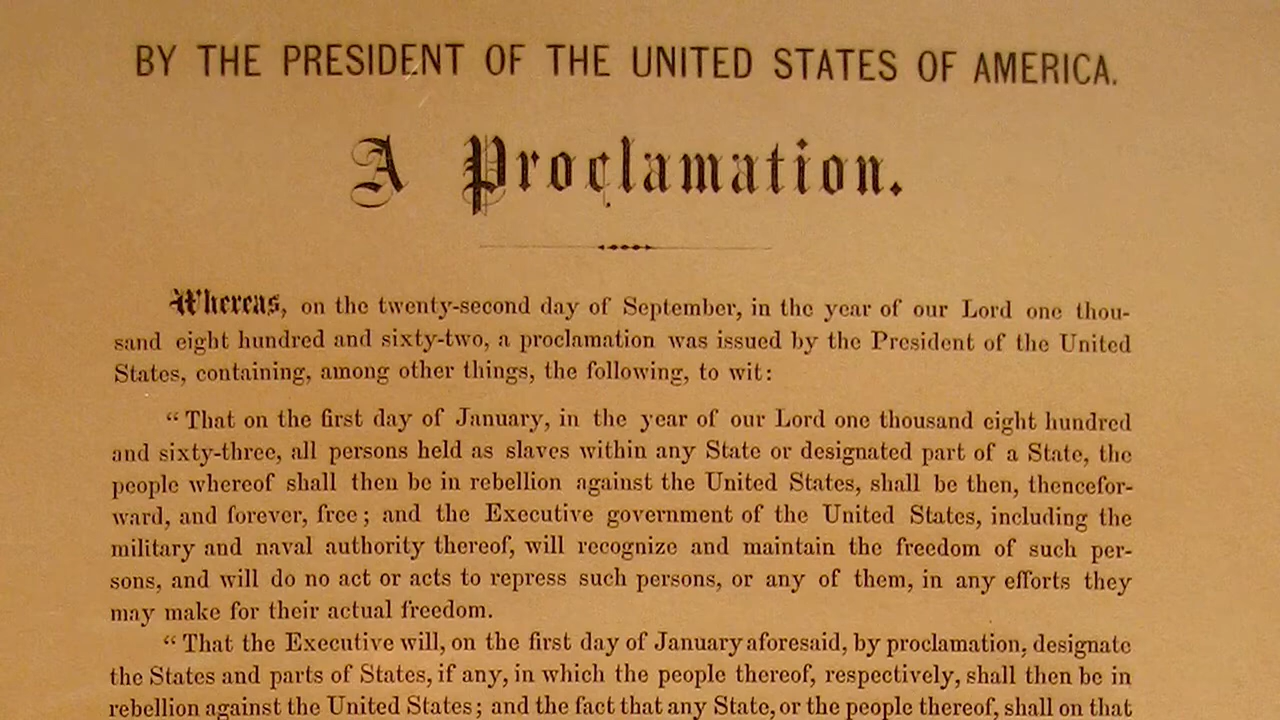 BY THE PRESIDENT OF THE UNITED STATES OF AMERICA.
A Proclamation.
Whereas, on the twenty-second day of September, in the year of our Lord one thou-
sand eight hundred and sixty-two, a proclamation was issued by the President of the United
States, containing, among other things, the following, to wit:
“ That on the first day of January, in the year of our Lord one thousand eight hundred
and sixty-three, all persons held as slaves within any State or designated part of a State, the
people whereof shall then be in rebellion against the United States, shall be then, thencefor-
ward, and forever, free; and the Executive government of the United States, including the
military and naval authority thereof, will recognize and maintain the freedom of such per-
sons, and will do no act or acts to repress such persons, or any of them, in any efforts they
may make for their actual freedom.
“ That the Executive will, on the first day of January aforesaid, by proclamation, designate
the States and parts of States, if any, in which the people thereof, respectively, shall then be in
rebellion against the United States; and the fact that any State, or the people thereof, shall on that